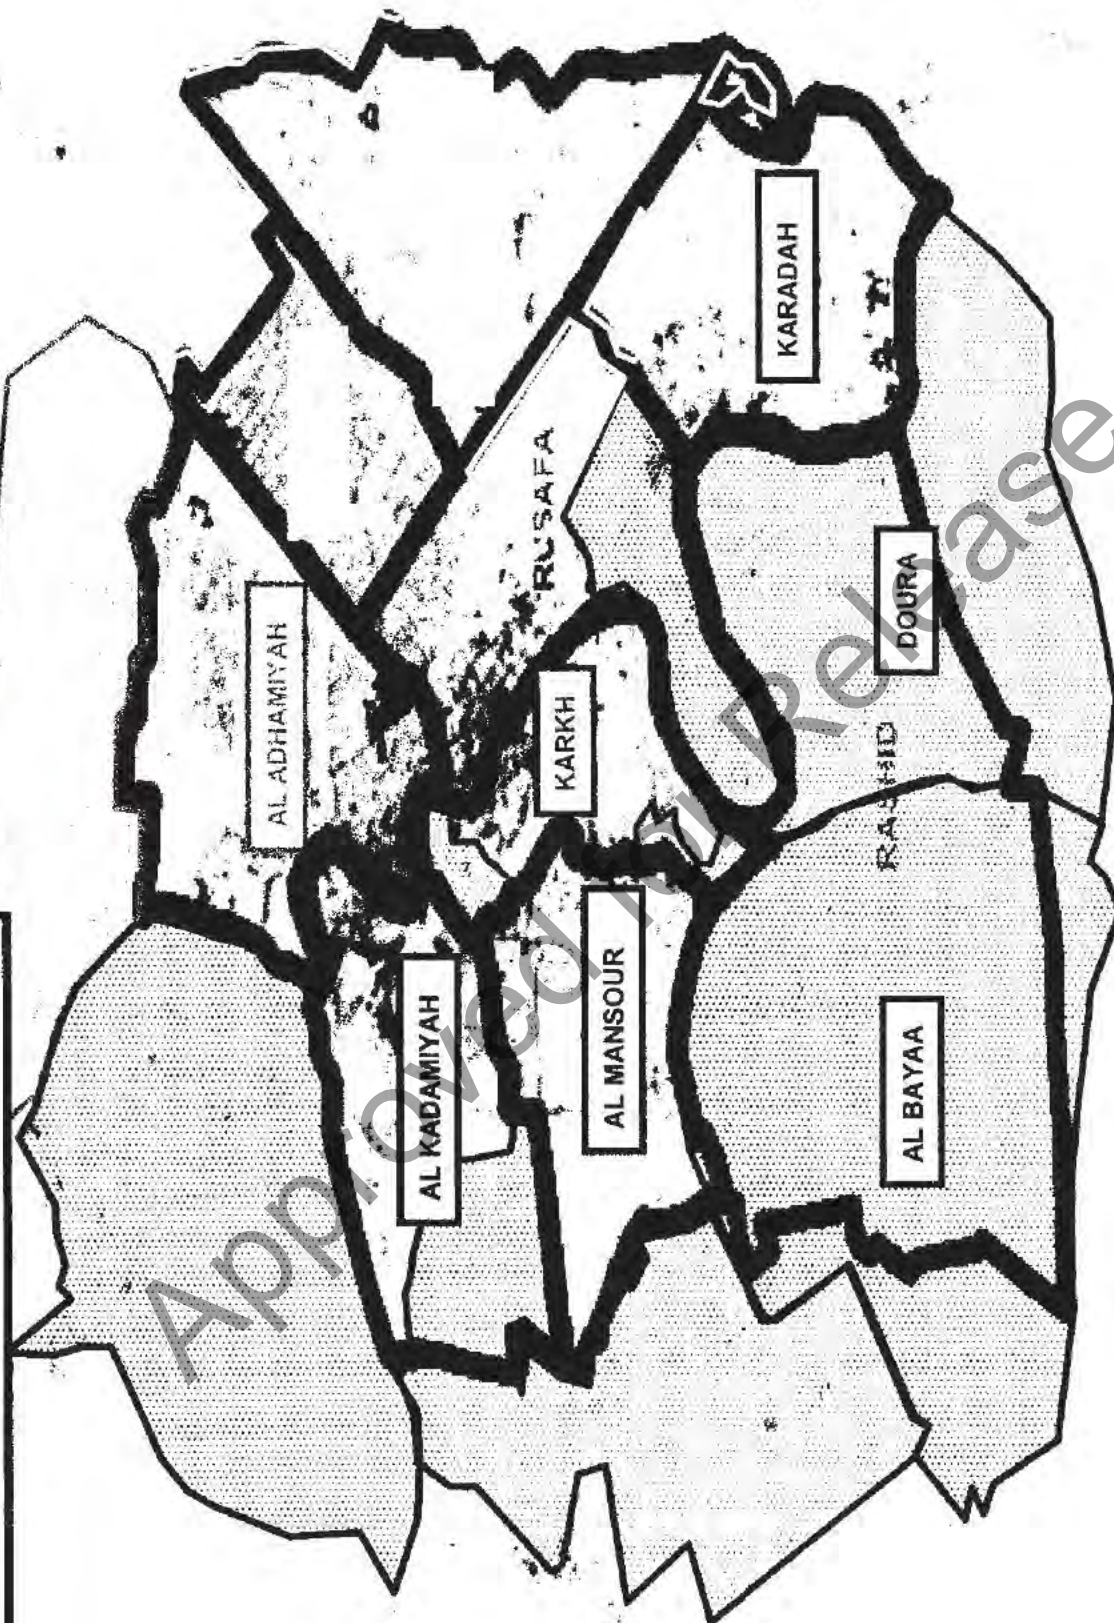 AL ADHAMIYAH
RUSAFA
KARADAH
KARKH
AL KADAMIYAH
AL MANSOUR
DOURA
RASHID
AL BAYAA
Approved for Release